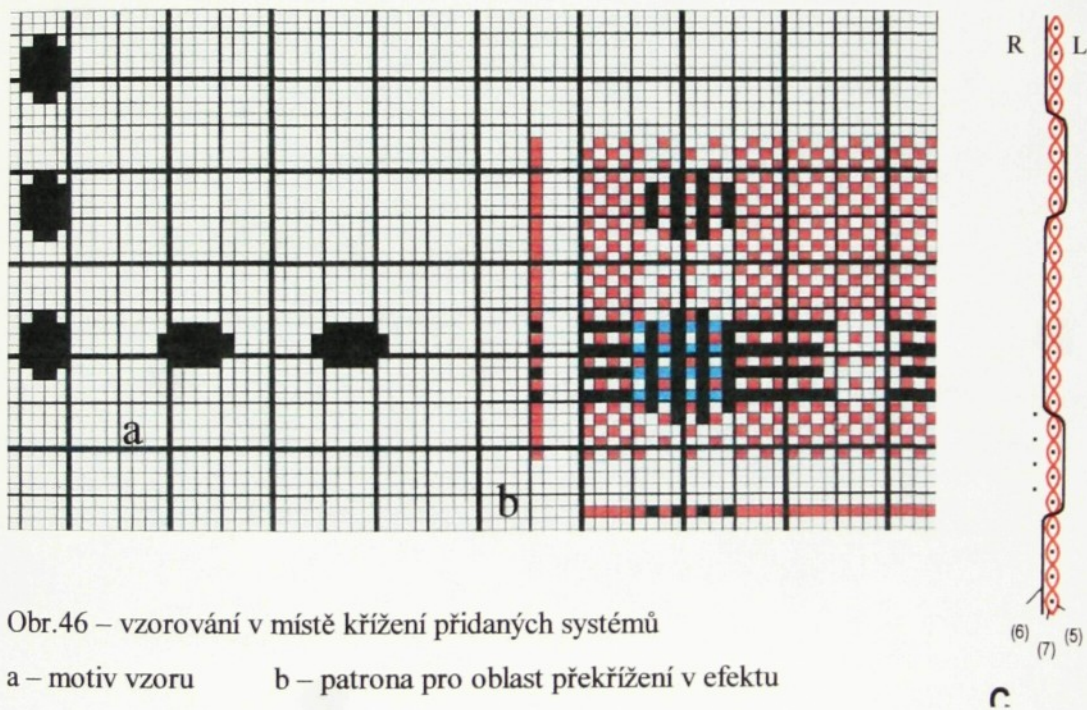 R L
a
b
(6) (7) (5)
c
Obr.46 – vzorování v místě křížení přidaných systémů
a – motiv vzoru b – patrona pro oblast překřížení v efektu